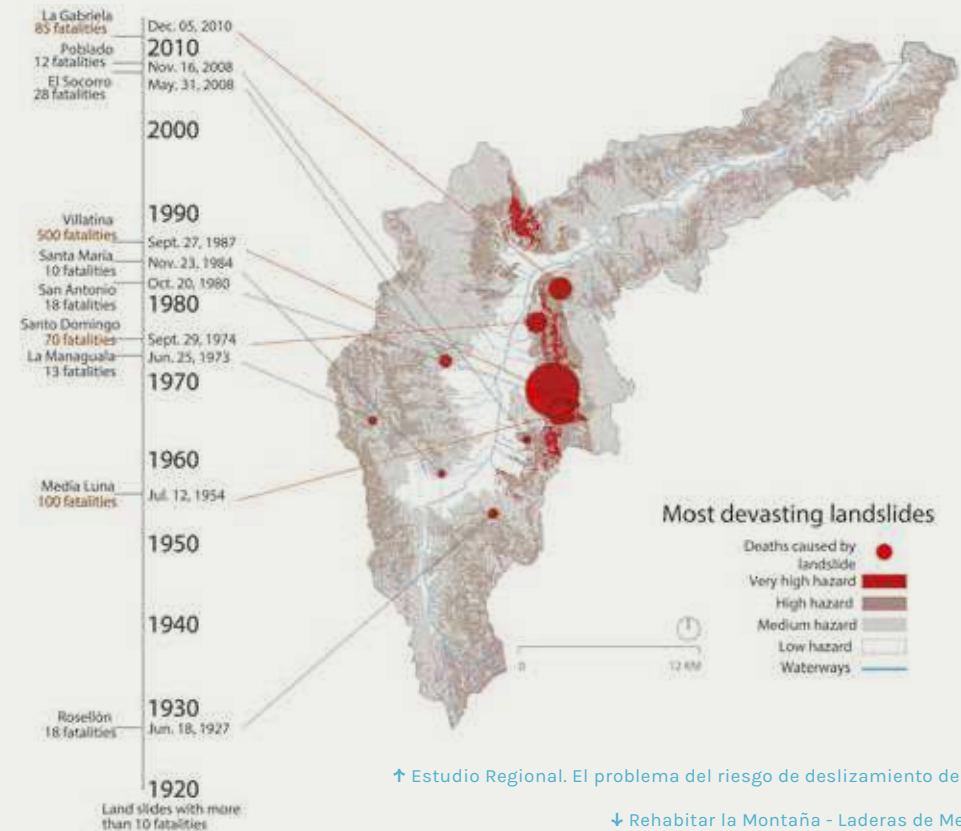 La Gabriela
85 fatalities
Dec. 05, 2010
2010
Poblado
12 fatalities
Nov. 16, 2008
El Socorro
28 fatalities
May. 31, 2008
2000
1990
Villatina
500 fatalities
Sept. 27, 1987
Santa María
10 fatalities
Nov. 23, 1984
San Antonio
18 fatalities
Oct. 20, 1980
1980
Santo Domingo
70 fatalities
Sept. 29, 1974
La Managuala
13 fatalities
Jun. 25, 1973
1970
1960
Media Luna
100 fatalities
Jul. 12, 1954
1950
1940
1930
Rosellón
18 fatalities
Jun. 18, 1927
1920
Land slides with more
than 10 fatalities
Most devasting landslides
Deaths caused by
landslide
Very high hazard
High hazard
Medium hazard
Low hazard
Waterways
0 12 KM
↑ Estudio Regional. El problema del riesgo de deslizamiento de
↓ Rehabitar la Montaña - Laderas de Me